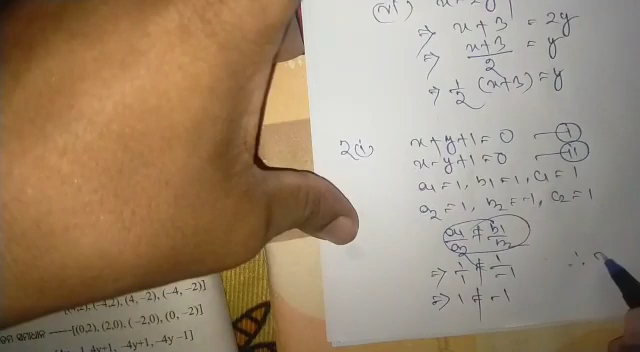 ⇒ x+3 = 2y
⇒ x+3/2 = y
⇒ 1/2 (x+3) = y
2(i) x+y+1=0 — (i)
x-y+1=0 — (ii)
a1=1, b1=1, c1=1
a2=1, b2=-1, c2=1
a1/a2 ≠ b1/b2
⇒ 1/1 ≠ 1/-1
⇒ 1 ≠ -1
∴
(4,2), (-4,2), (4, -2), (-4, -2)]
[(0,2), (2,0), (-2,0), (0, -2)]
4y+1, -4y+1, -4y -1]